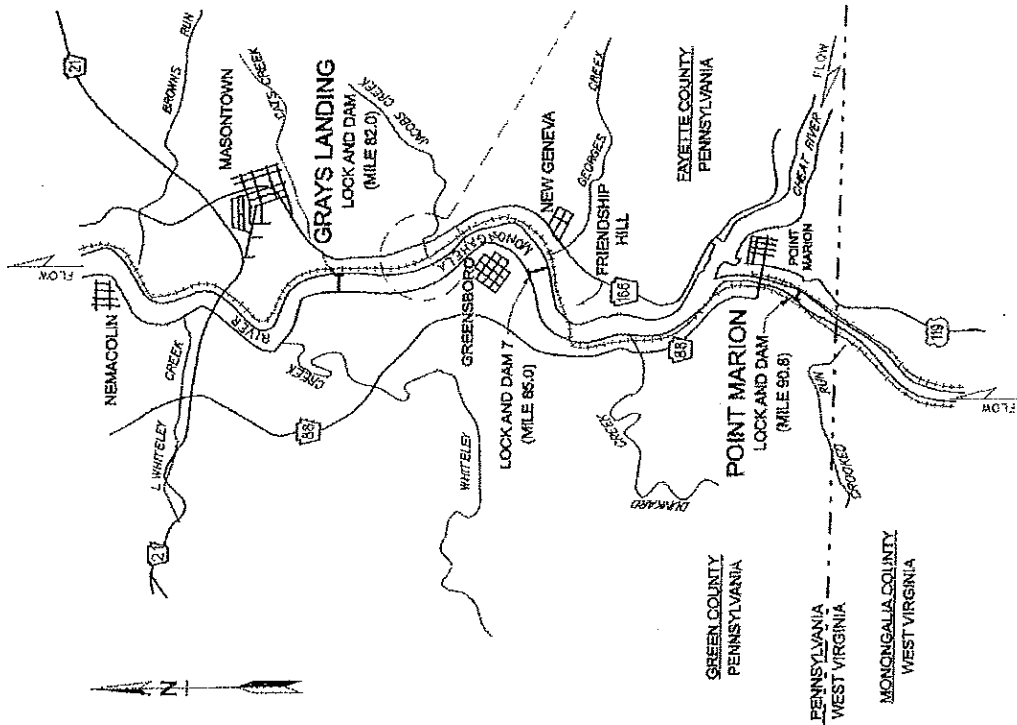 FLOW
21
BROWNS RUN
NEMACOLIN
MASONTOWN
CATS CREEK
GRAYS LANDING
LOCK AND DAM
(MILE 82.0)
JACOBS CREEK
L WHITELEY CREEK
21
RIVER
MONONGAHELA
88
WHITELEY CREEK
GREENSBORO
NEW GENEVA
GEORGES CREEK
LOCK AND DAM 7
(MILE 85.0)
FRIENDSHIP
HILL
166
FAYETTE COUNTY
PENNSYLVANIA
DUNKARD CREEK
88
CHEAT RIVER
FLOW
POINT
MARION
POINT MARION
LOCK AND DAM
(MILE 90.8)
GREEN COUNTY
PENNSYLVANIA
CROOKED RUN
119
PENNSYLVANIA
WEST VIRGINIA
MONONGALIA COUNTY
WEST VIRGINIA
FLOW
N